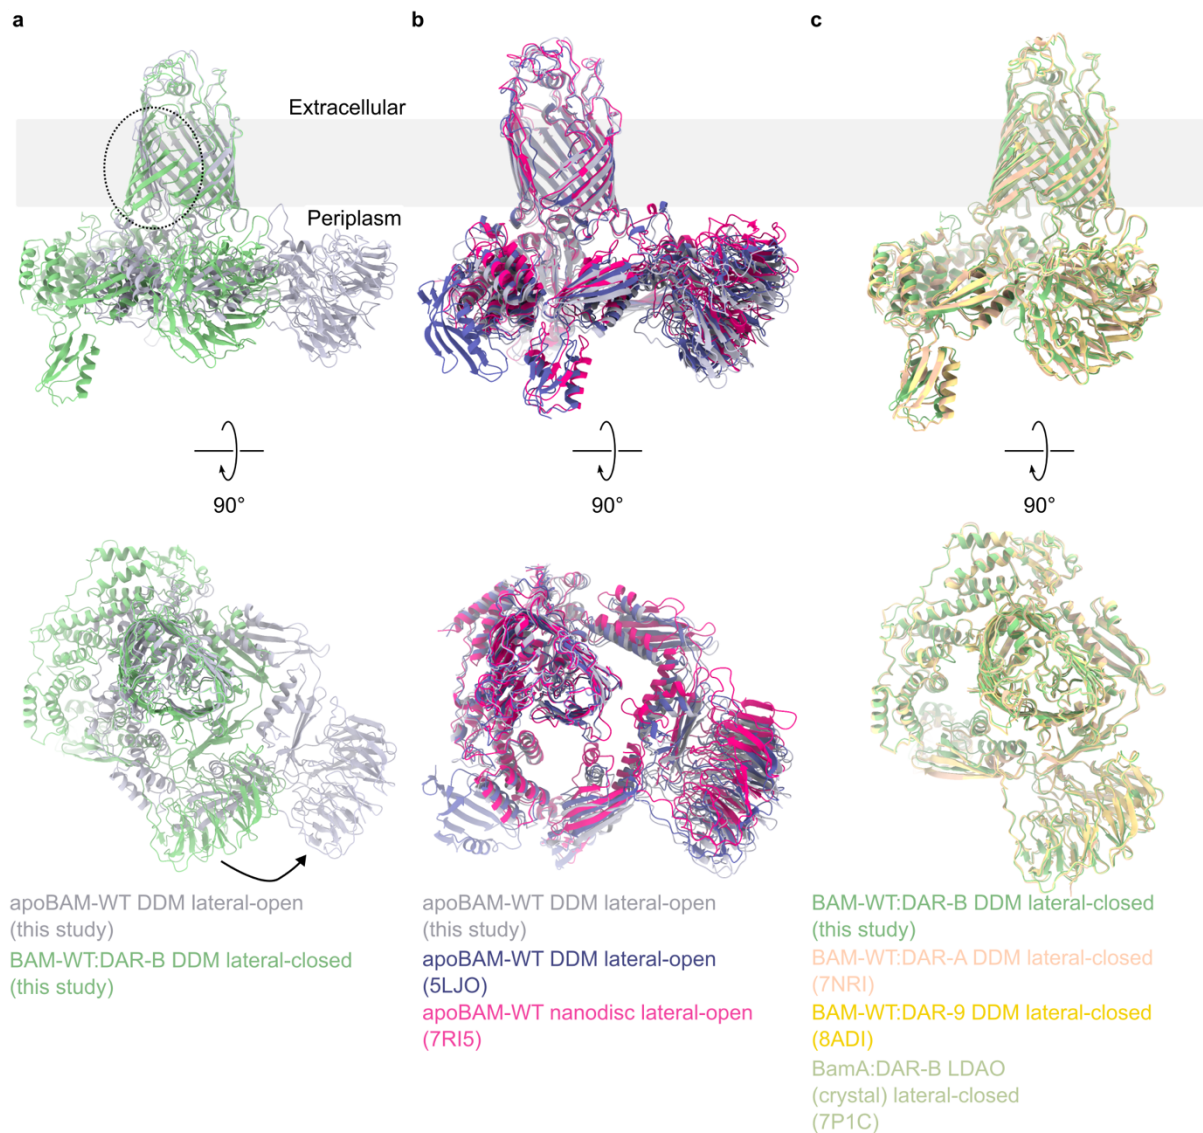 a
b
c
Extracellular
Periplasm
90°
90°
90°
apoBAM-WT DDM lateral-open
(this study)
BAM-WT:DAR-B DDM lateral-closed
(this study)
apoBAM-WT DDM lateral-open
(this study)
apoBAM-WT DDM lateral-open
(5LJO)
apoBAM-WT nanodisc lateral-open
(7RI5)
BAM-WT:DAR-B DDM lateral-closed
(this study)
BAM-WT:DAR-A DDM lateral-closed
(7NRI)
BAM-WT:DAR-9 DDM lateral-closed
(8ADI)
BamA:DAR-B LDAO
(crystal) lateral-closed
(7P1C)